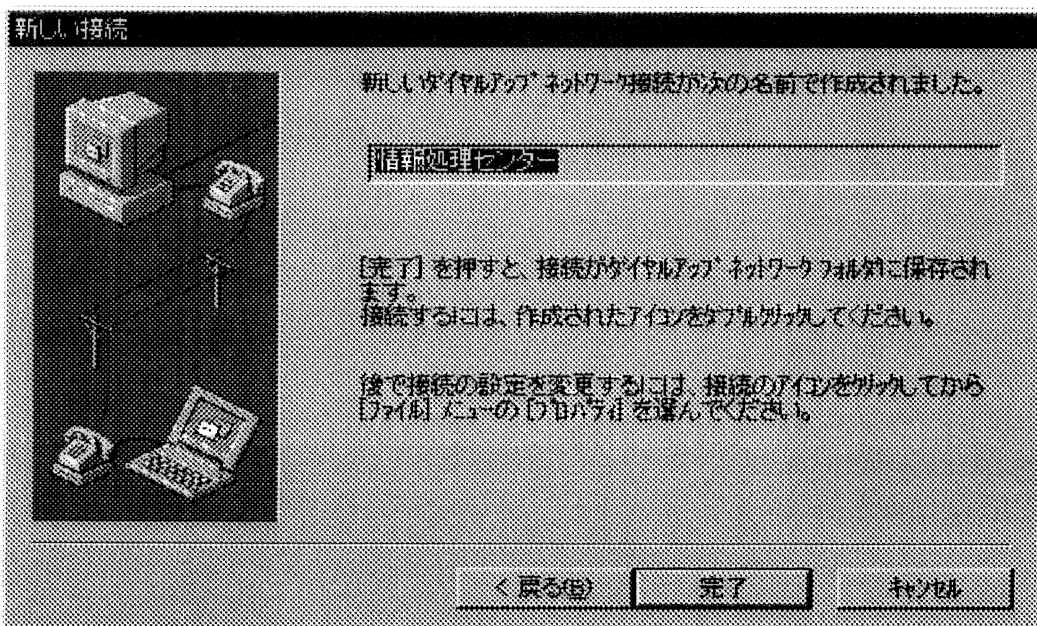 新しい接続
新しいﾀﾞｲﾔﾙｱｯﾌﾟ ﾈｯﾄﾜｰｸ接続が次の名前で作成されました。
情報処理センター
[完了] を押すと、接続がﾀﾞｲﾔﾙｱｯﾌﾟ ﾈｯﾄﾜｰｸ ﾌｫﾙﾀﾞに保存され
ます。
接続するには、作成されたｱｲｺﾝをﾀﾞﾌﾞﾙｸﾘｯｸしてください。
後で接続の設定を変更するには、接続のｱｲｺﾝをｸﾘｯｸしてから
[ﾌｧｲﾙ] ﾒﾆｭｰの [ﾌﾟﾛﾊﾟﾃｨ] を選んでください。
< 戻る(B)
完了
ｷｬﾝｾﾙ